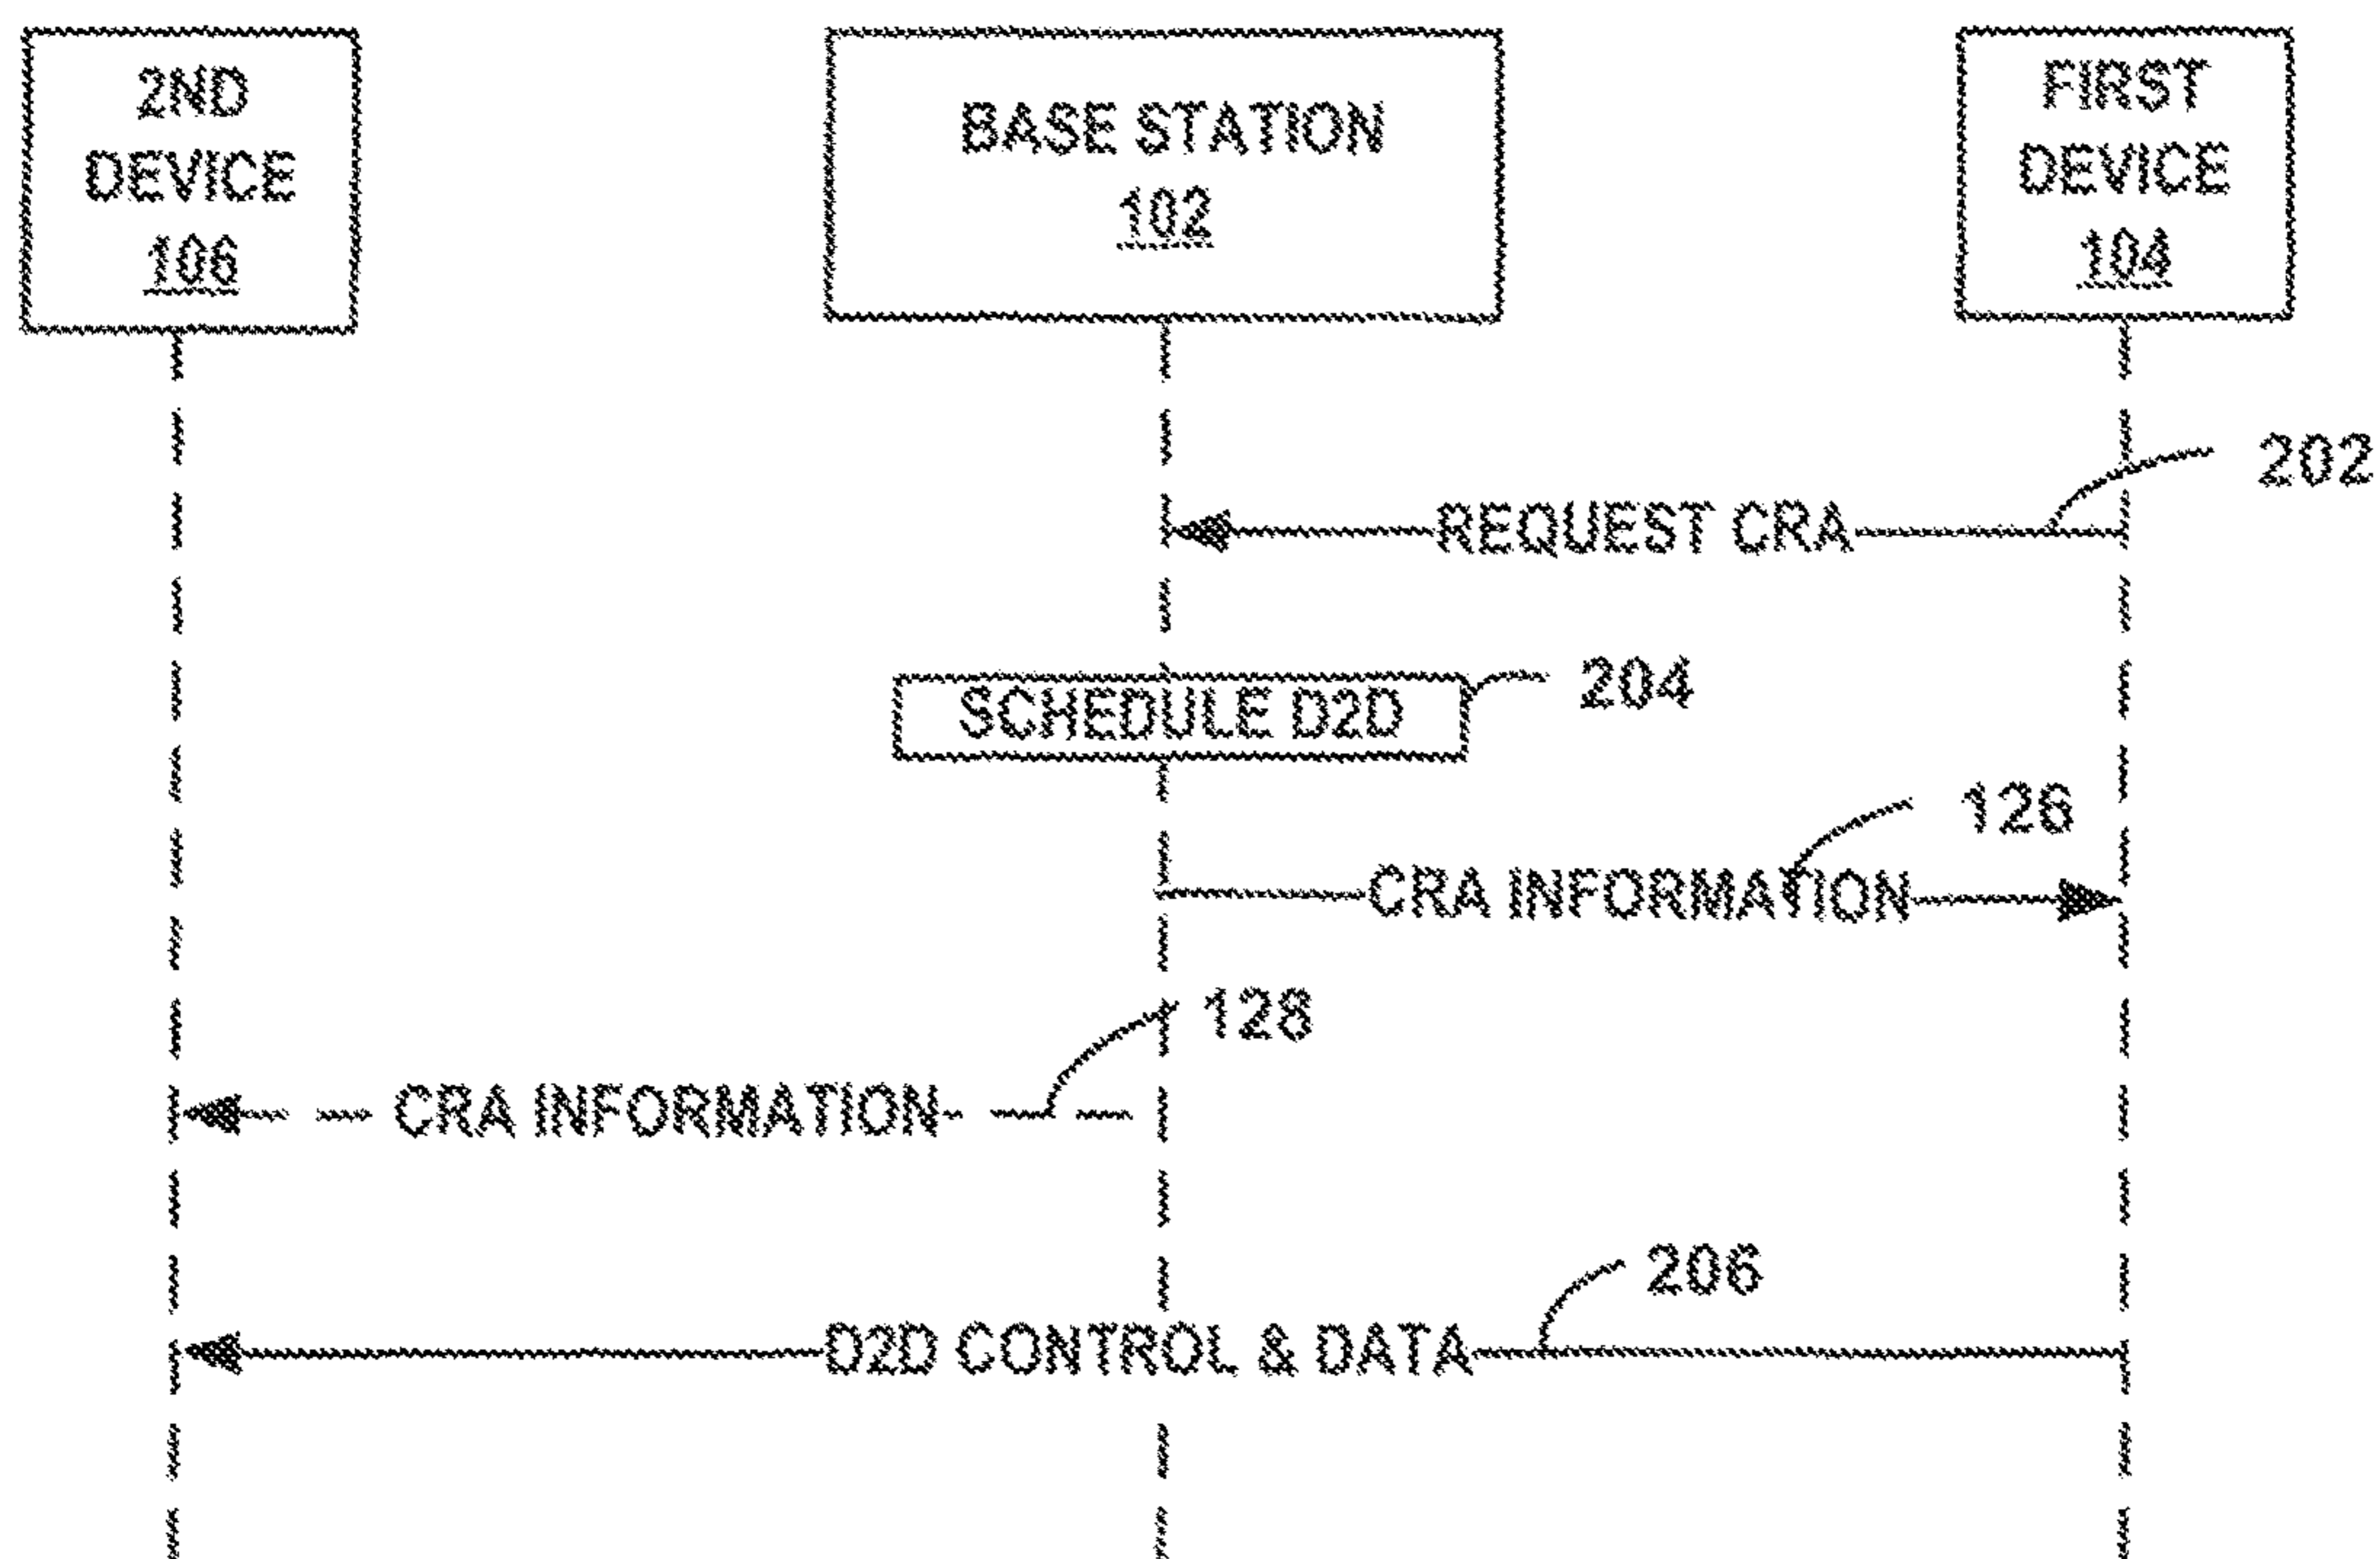 2ND
DEVICE
106
BASE STATION
102
FIRST
DEVICE
104
202
REQUEST CRA
204
SCHEDULE D2D
126
CRA INFORMATION
128
CRA INFORMATION
206
D2D CONTROL & DATA